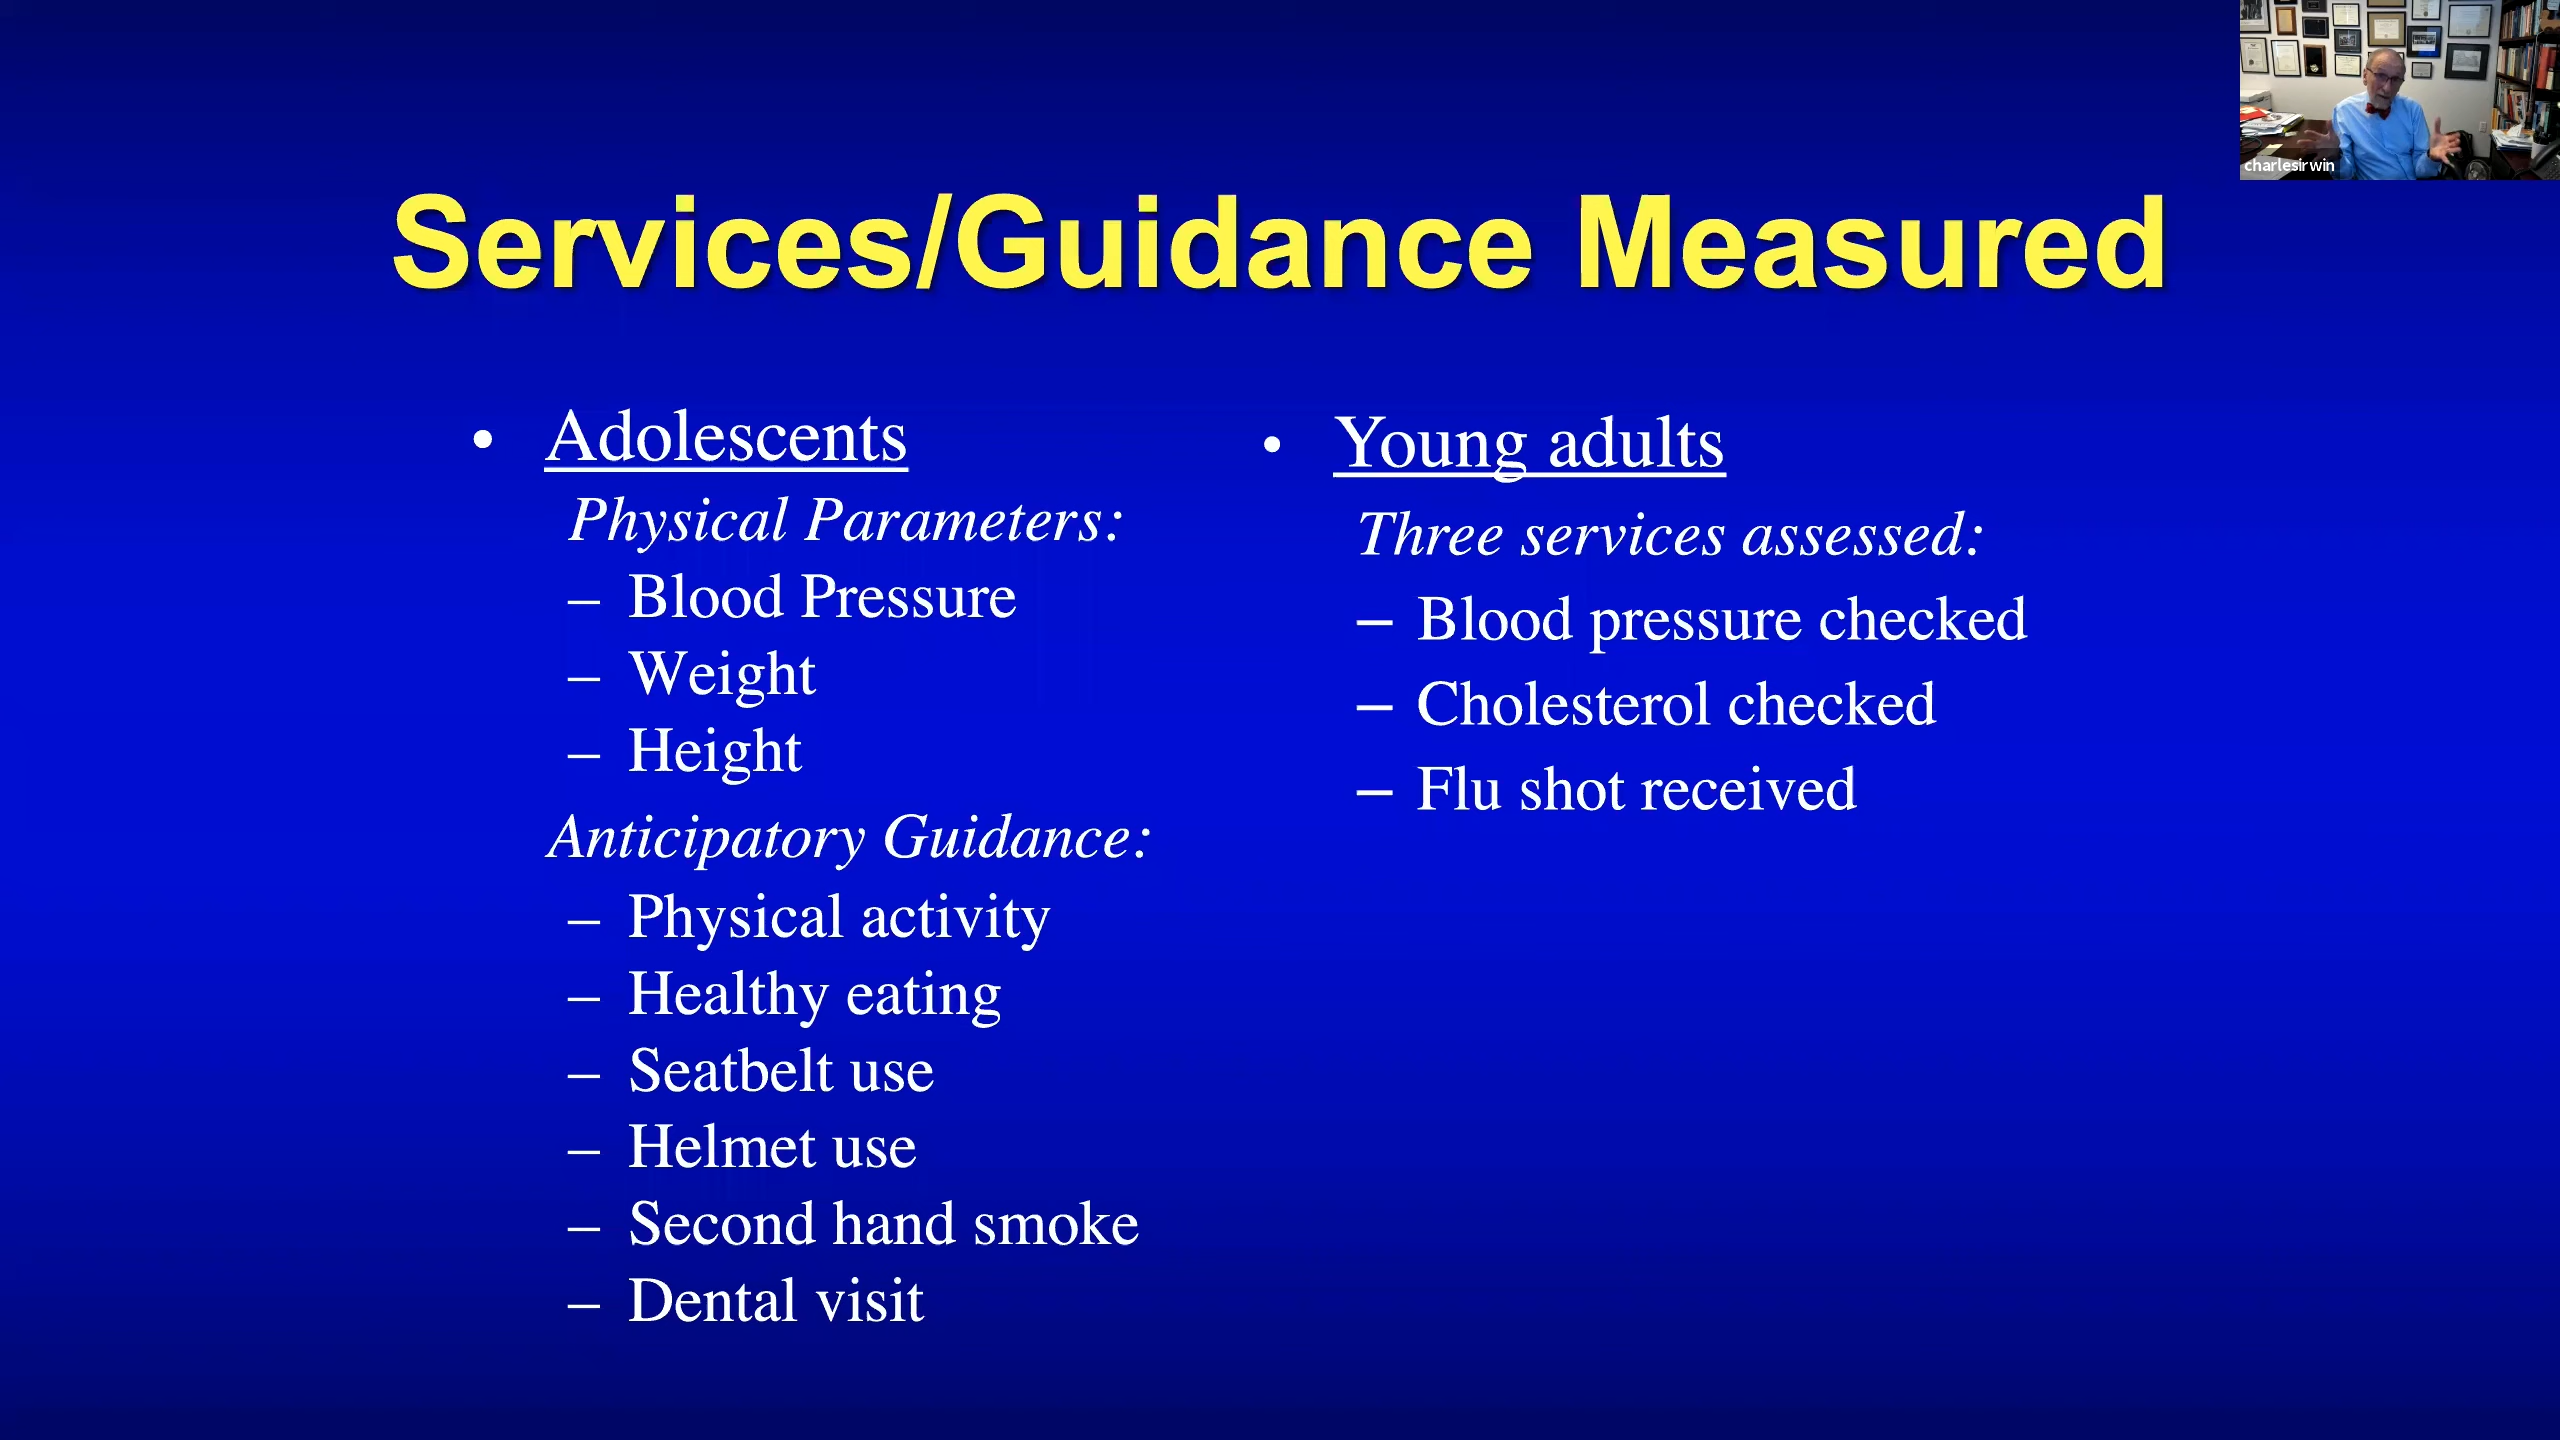 charlesirwin
Services/Guidance Measured
• Adolescents
Physical Parameters:
– Blood Pressure
– Weight
– Height
Anticipatory Guidance:
– Physical activity
– Healthy eating
– Seatbelt use
– Helmet use
– Second hand smoke
– Dental visit
• Young adults
Three services assessed:
– Blood pressure checked
– Cholesterol checked
– Flu shot received